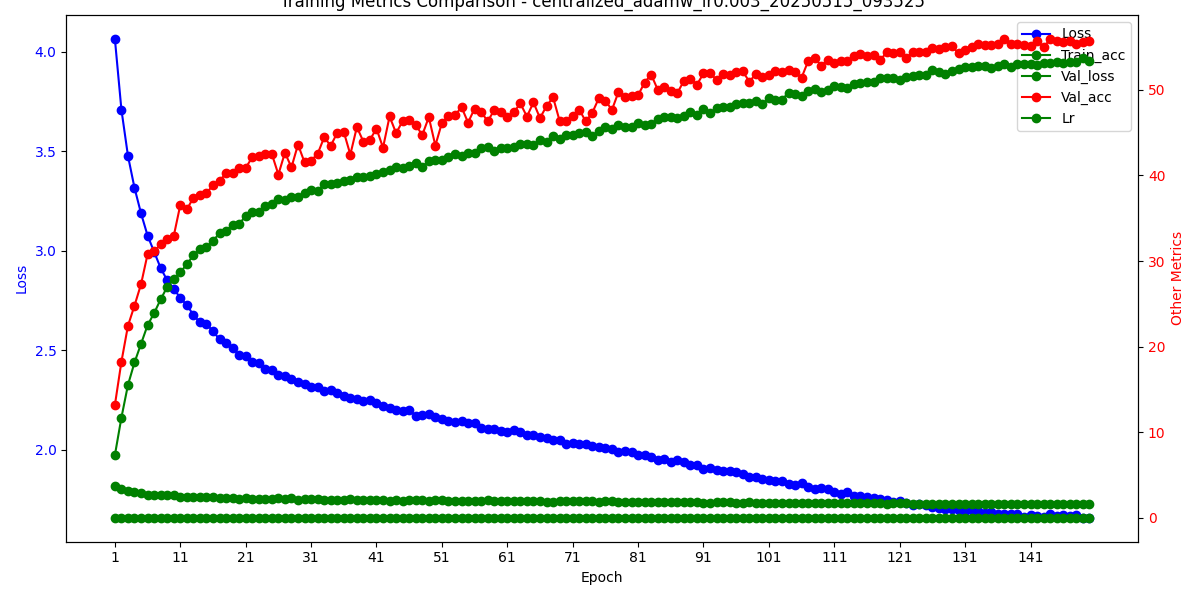 Training Metrics Comparison - centralized_adamw_lr0.003_20250515_093525
Loss
Train_acc
Val_loss
Val_acc
Lr
4.0
3.5
3.0
2.5
2.0
Loss
50
40
30
20
10
0
Other Metrics
1 11 21 31 41 51 61 71 81 91 101 111 121 131 141
Epoch